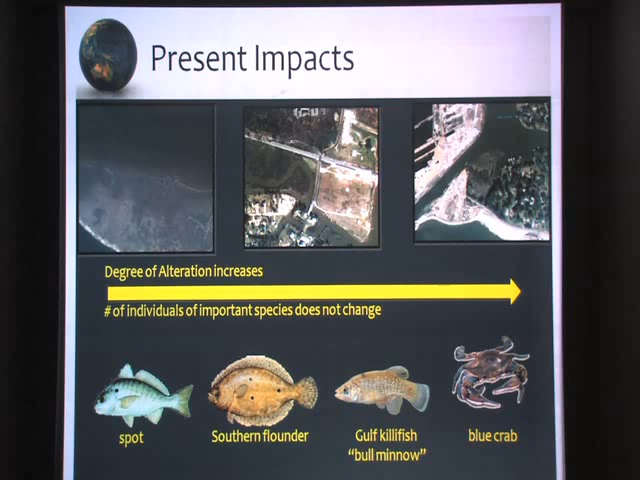 Present Impacts
Degree of Alteration increases
# of individuals of important species does not change
spot
Southern flounder
Gulf killifish
"bull minnow"
blue crab